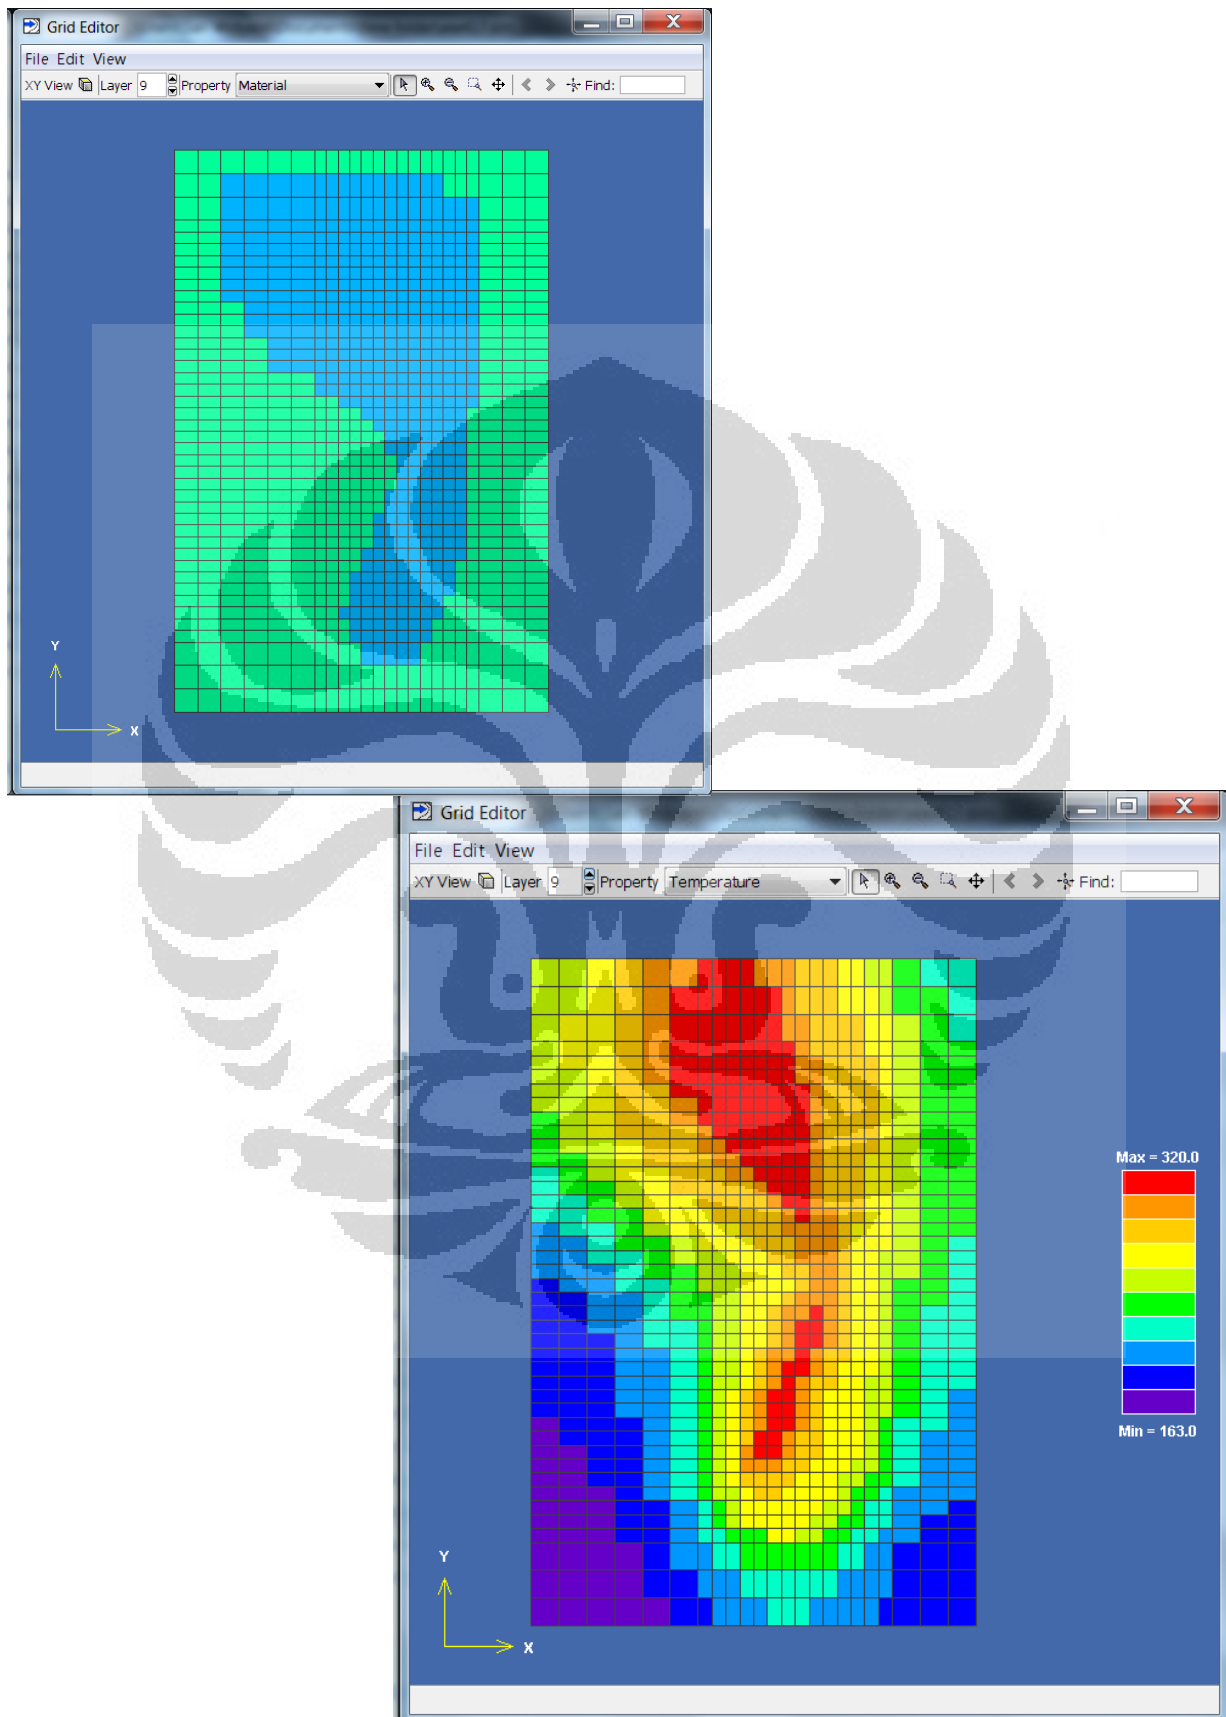 Grid Editor
File Edit View
XY View Layer 9 Property Material Find:
Y
X
Grid Editor
File Edit View
XY View Layer 9 Property Temperature Find:
Max = 320.0
Min = 163.0
Y
X